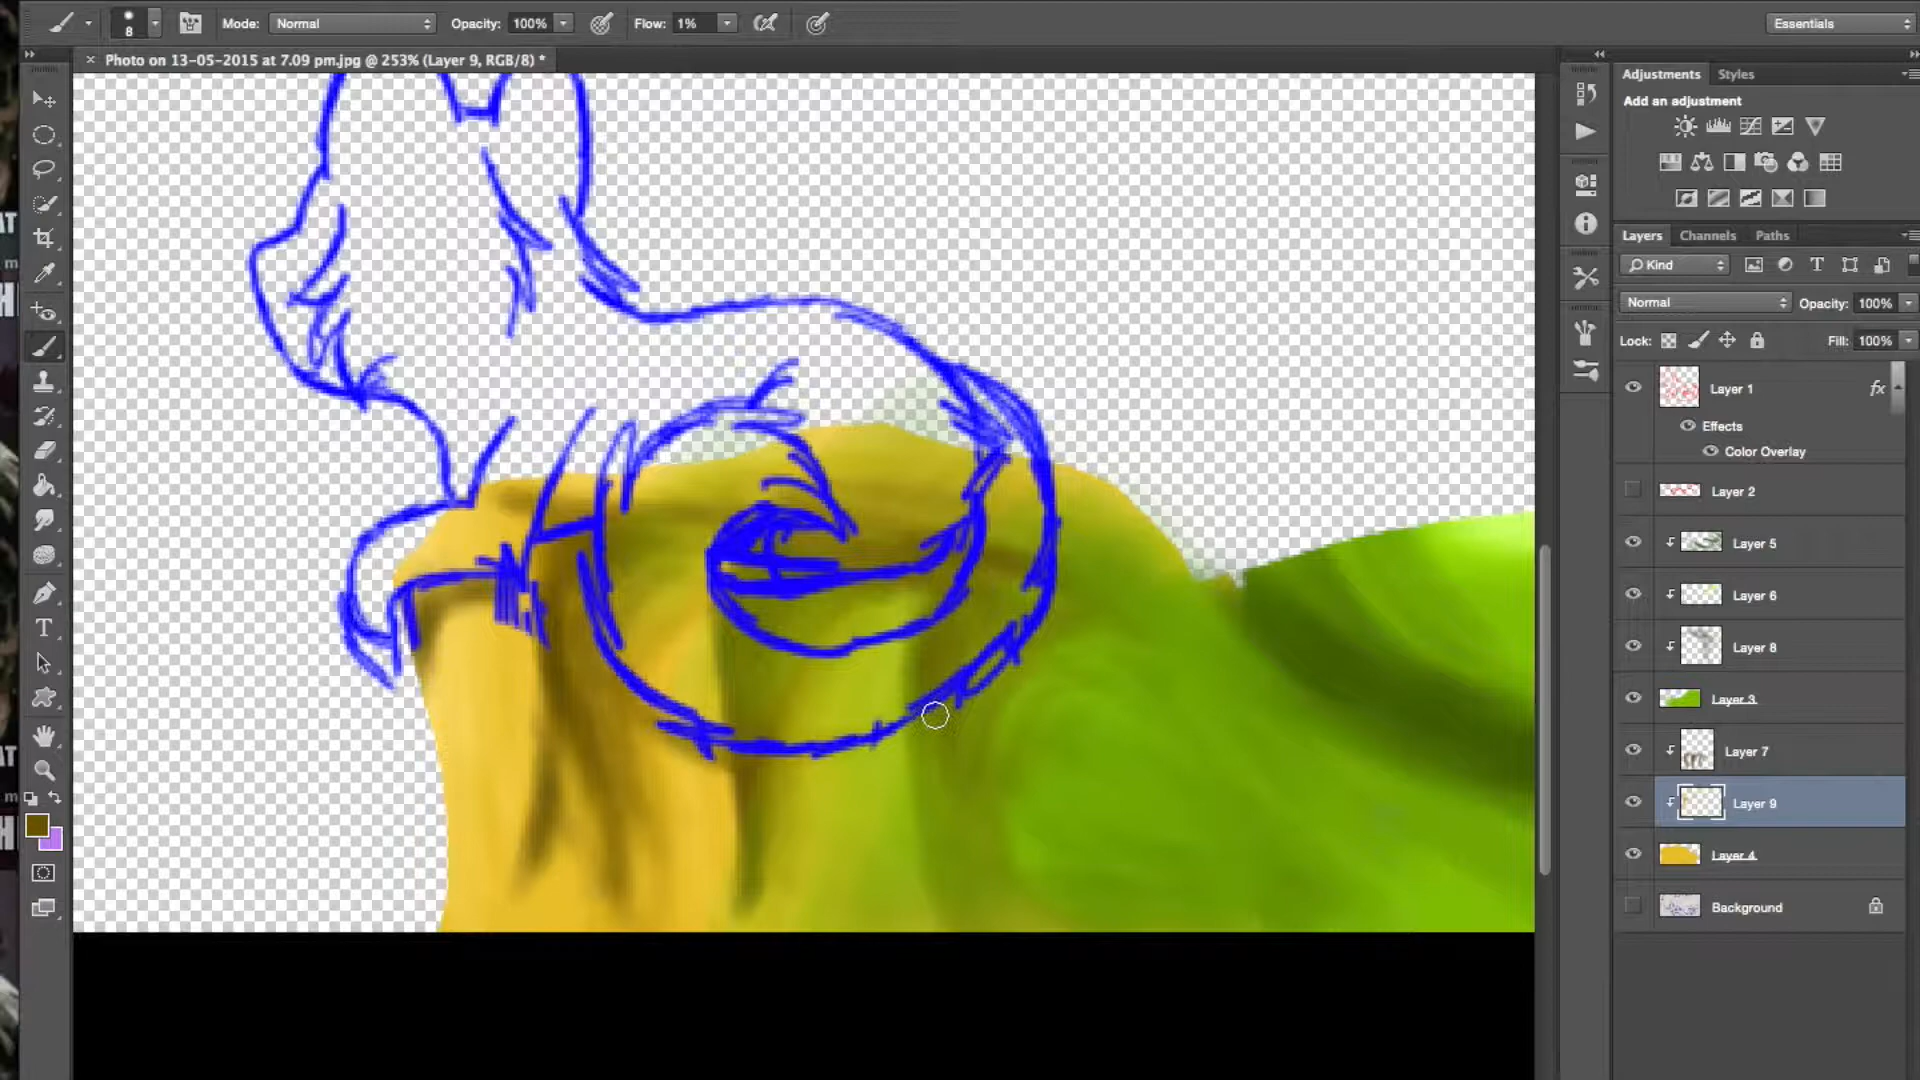 8 Mode: Normal Opacity: 100% Flow: 1% Essentials
× Photo on 13-05-2015 at 7.09 pm.jpg @ 253% (Layer 9, RGB/8) *
Adjustments Styles
Add an adjustment
Layers Channels Paths
Kind T
Normal Opacity: 100%
Lock: Fill: 100%
Layer 1 fx
Effects
Color Overlay
Layer 2
Layer 5
Layer 6
Layer 8
Layer 3
Layer 7
Layer 9
Layer 4
Background
T
AT
m
H
AT
m
H